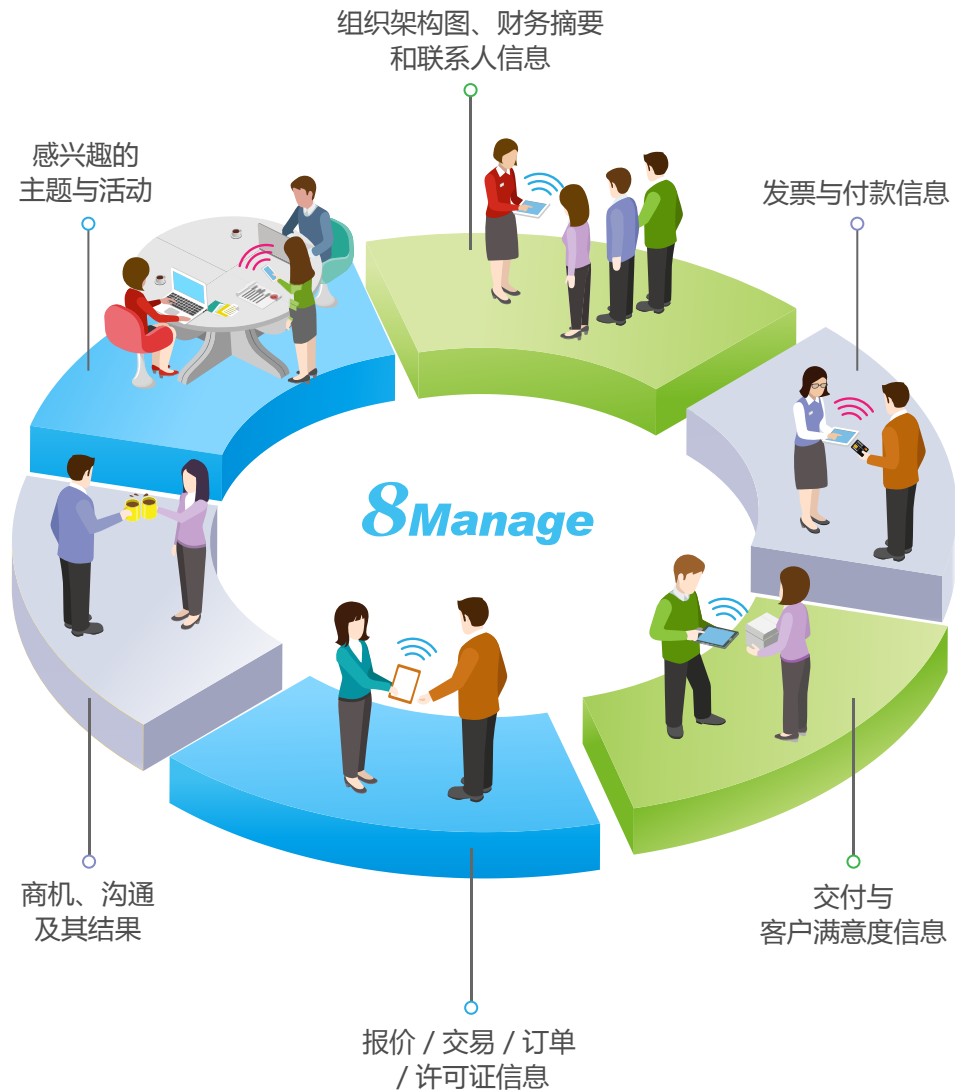 组织架构图、财务摘要
和联系人信息
感兴趣的
主题与活动
发票与付款信息
8Manage
商机、沟通
及其结果
交付与
客户满意度信息
报价 / 交易 / 订单
/ 许可证信息